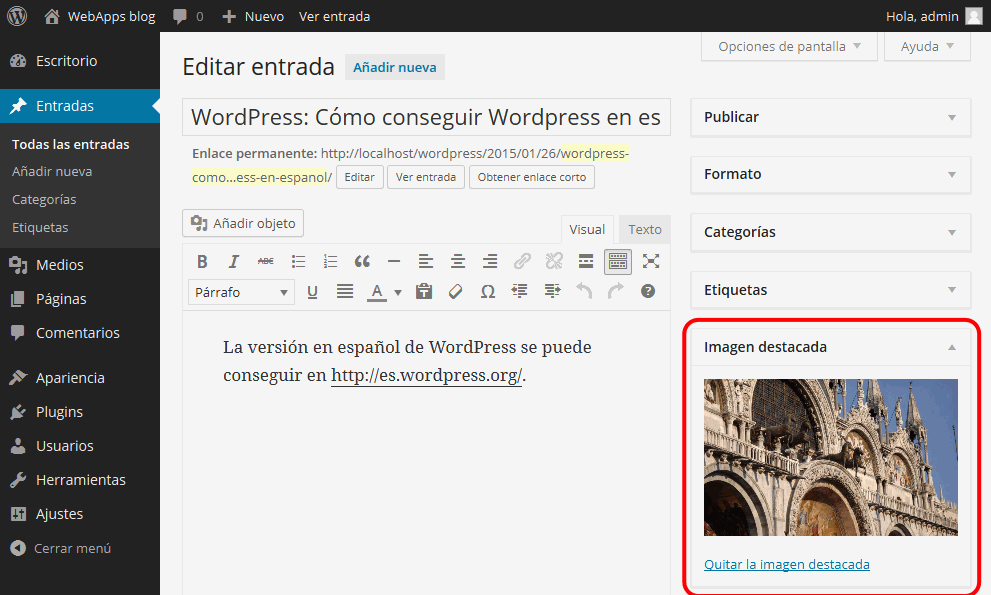 WebApps blog 0 Nuevo Ver entrada Hola, admin
Escritorio
Entradas
Todas las entradas
Añadir nueva
Categorías
Etiquetas
Medios
Páginas
Comentarios
Apariencia
Plugins
Usuarios
Herramientas
Ajustes
Cerrar menú
Opciones de pantalla Ayuda
Editar entrada Añadir nueva
WordPress: Cómo conseguir Wordpress en es
Enlace permanente: http://localhost/wordpress/2015/01/26/wordpress-
como...ess-en-espanol/ Editar Ver entrada Obtener enlace corto
Añadir objeto
Visual Texto
B I ABC
Párrafo U A Ω ?
La versión en español de WordPress se puede
conseguir en http://es.wordpress.org/.
Publicar
Formato
Categorías
Etiquetas
Imagen destacada
Quitar la imagen destacada